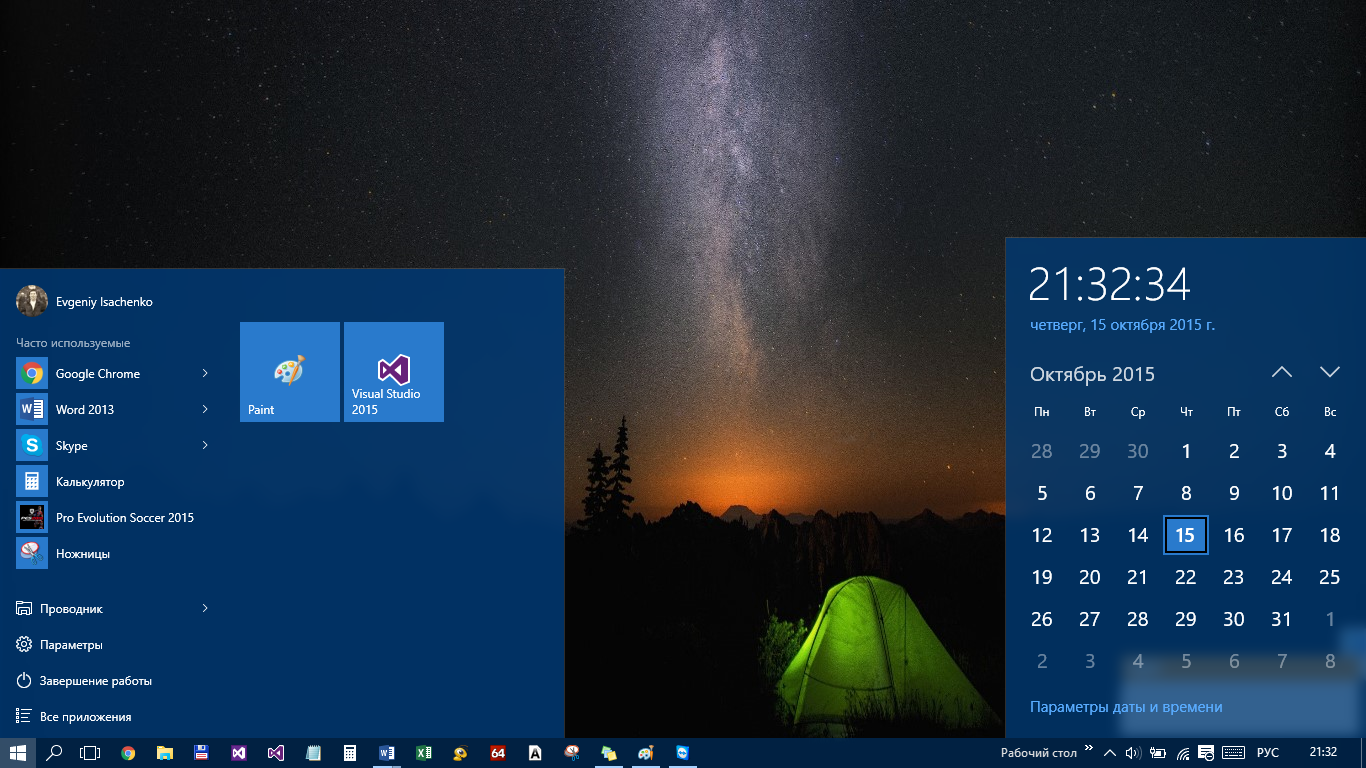 Evgeniy Isachenko
Часто используемые
Google Chrome
Word 2013
Skype
Калькулятор
Pro Evolution Soccer 2015
Ножницы
Проводник
Параметры
Завершение работы
Все приложения
Paint
Visual Studio
2015
21:32:34
четверг, 15 октября 2015 г.
Октябрь 2015
Пн Вт Ср Чт Пт Сб Вс
28 29 30 1 2 3 4
5 6 7 8 9 10 11
12 13 14 15 16 17 18
19 20 21 22 23 24 25
26 27 28 29 30 31 1
2 3 4 5 6 7 8
Параметры даты и времени
64 A Рабочий стол РУС 21:32